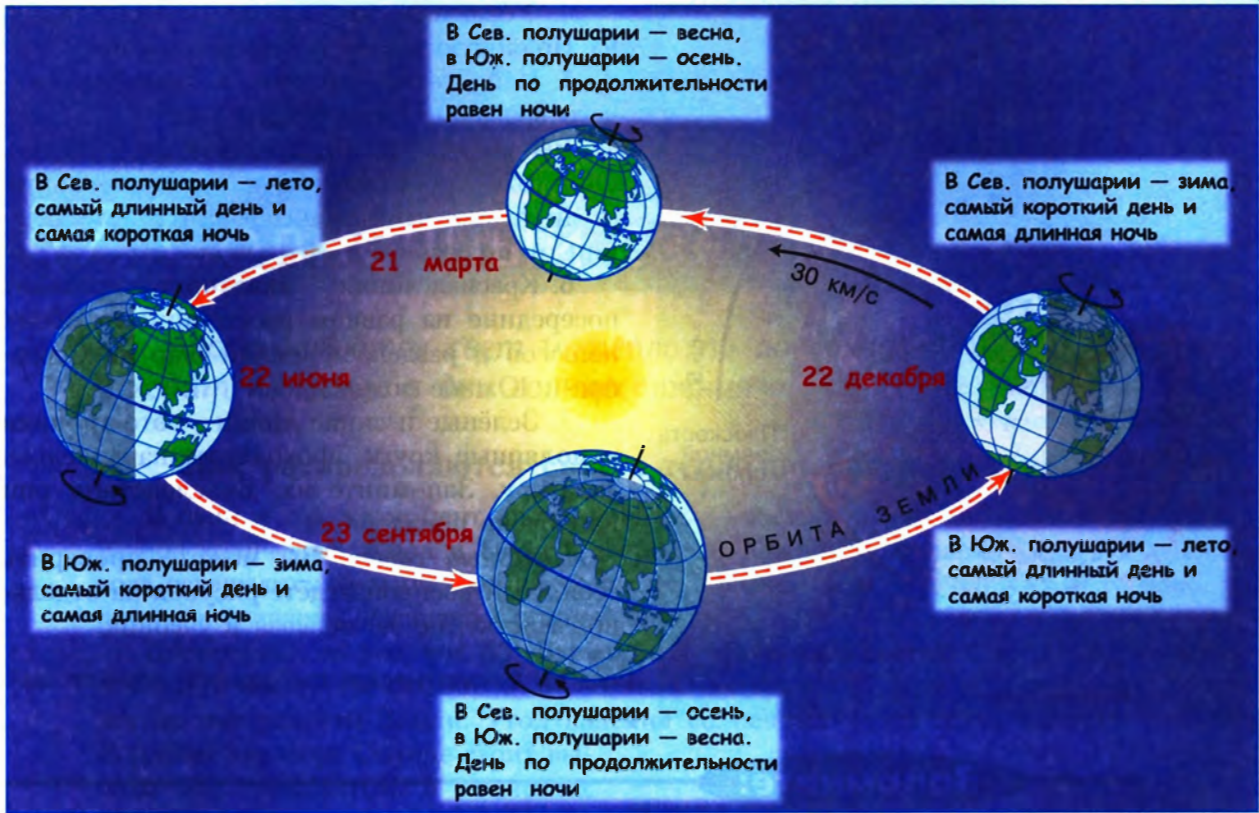 В Сев. полушарии — весна,
в Юж. полушарии — осень.
День по продолжительности
равен ночи
В Сев. полушарии — лето,
самый длинный день и
самая короткая ночь
В Сев. полушарии — зима,
самый короткий день и
самая длинная ночь
21 марта
30 км/с
22 июня
22 декабря
23 сентября
ОРБИТА ЗЕМЛИ
В Юж. полушарии — зима,
самый короткий день и
самая длинная ночь
В Юж. полушарии — лето,
самый длинный день и
самая короткая ночь
В Сев. полушарии — осень,
в Юж. полушарии — весна.
День по продолжительности
равен ночи